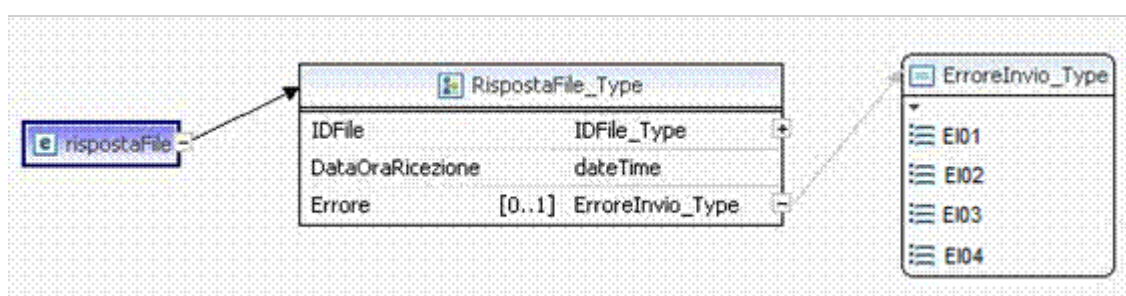 RispostaFile_Type
ErroreInvio_Type
rispostaFile
IDFile IDFile_Type
DataOraRicezione dateTime
Errore [0..1] ErroreInvio_Type
EI01
EI02
EI03
EI04